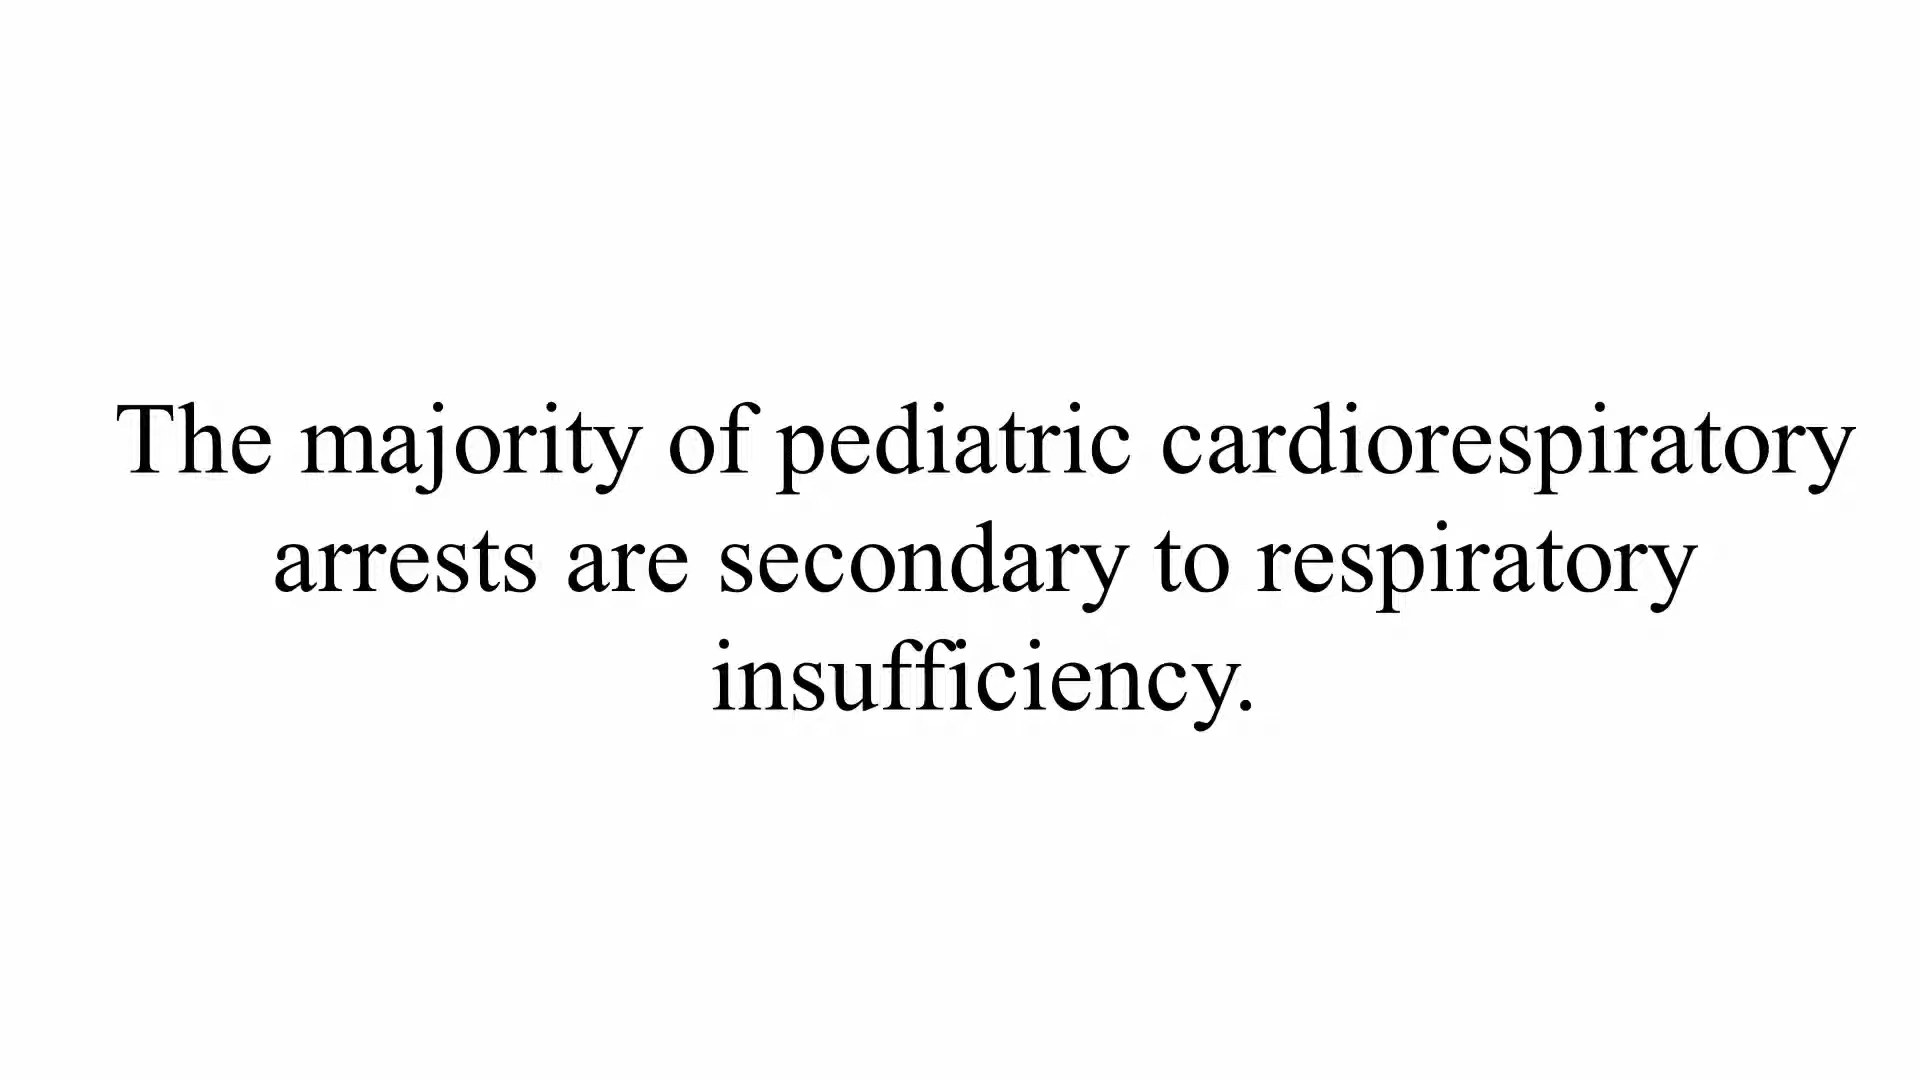 The majority of pediatric cardiorespiratory
arrests are secondary to respiratory
insufficiency.